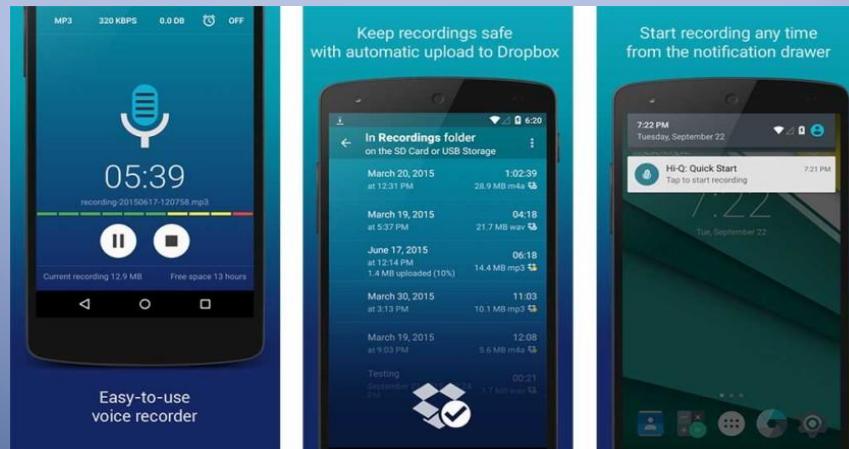 MP3 320 KBPS 0.0 DB OFF
05:39
recording-20150617-120758.mp3
Current recording 12.9 MB Free space 13 hours
Easy-to-use
voice recorder
Keep recordings safe
with automatic upload to Dropbox
6:20
In Recordings folder
on the SD Card or USB Storage
March 20, 2015 1:02:39
at 12:31 PM 28.9 MB m4a
March 19, 2015 04:18
at 5:37 PM 21.7 MB wav
June 17, 2015 06:18
at 12:14 PM 14.4 MB mp3
1.4 MB uploaded (10%)
March 30, 2015 11:03
at 3:13 PM 10.1 MB mp3
March 19, 2015 12:08
at 9:03 PM 5.6 MB m4a
Testing 00:21
September 24
PM 1.7 MB wav
Start recording any time
from the notification drawer
7:22 PM
Tuesday, September 22
Hi-Q: Quick Start 7:21 PM
Tap to start recording
7:22
Tue, September 22